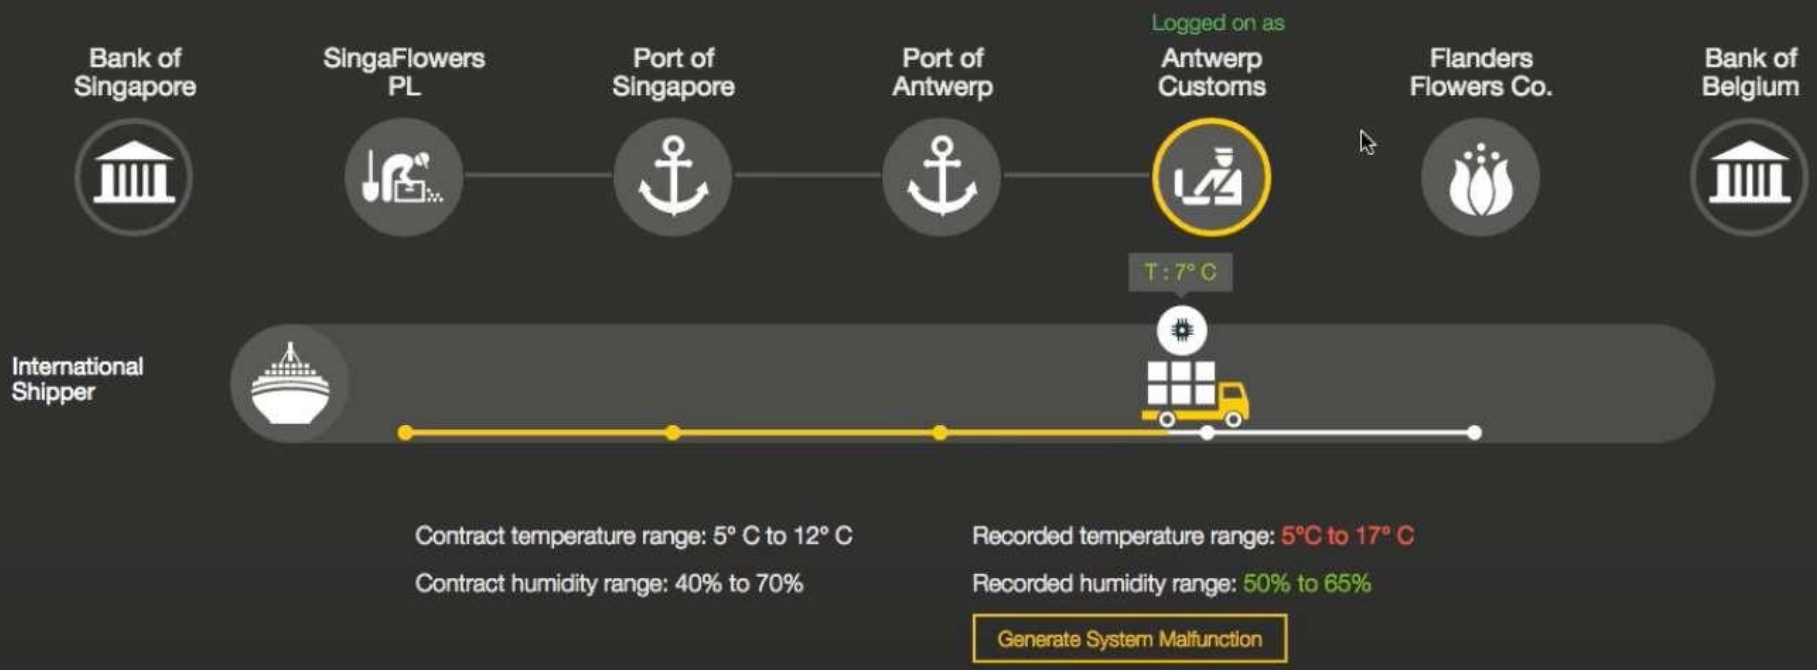 Logged on as
Bank of
Singapore
SingaFlowers
PL
Port of
Singapore
Port of
Antwerp
Antwerp
Customs
Flanders
Flowers Co.
Bank of
Belgium
T : 7° C
International
Shipper
Contract temperature range: 5° C to 12° C
Recorded temperature range: 5°C to 17° C
Contract humidity range: 40% to 70%
Recorded humidity range: 50% to 65%
Generate System Malfunction